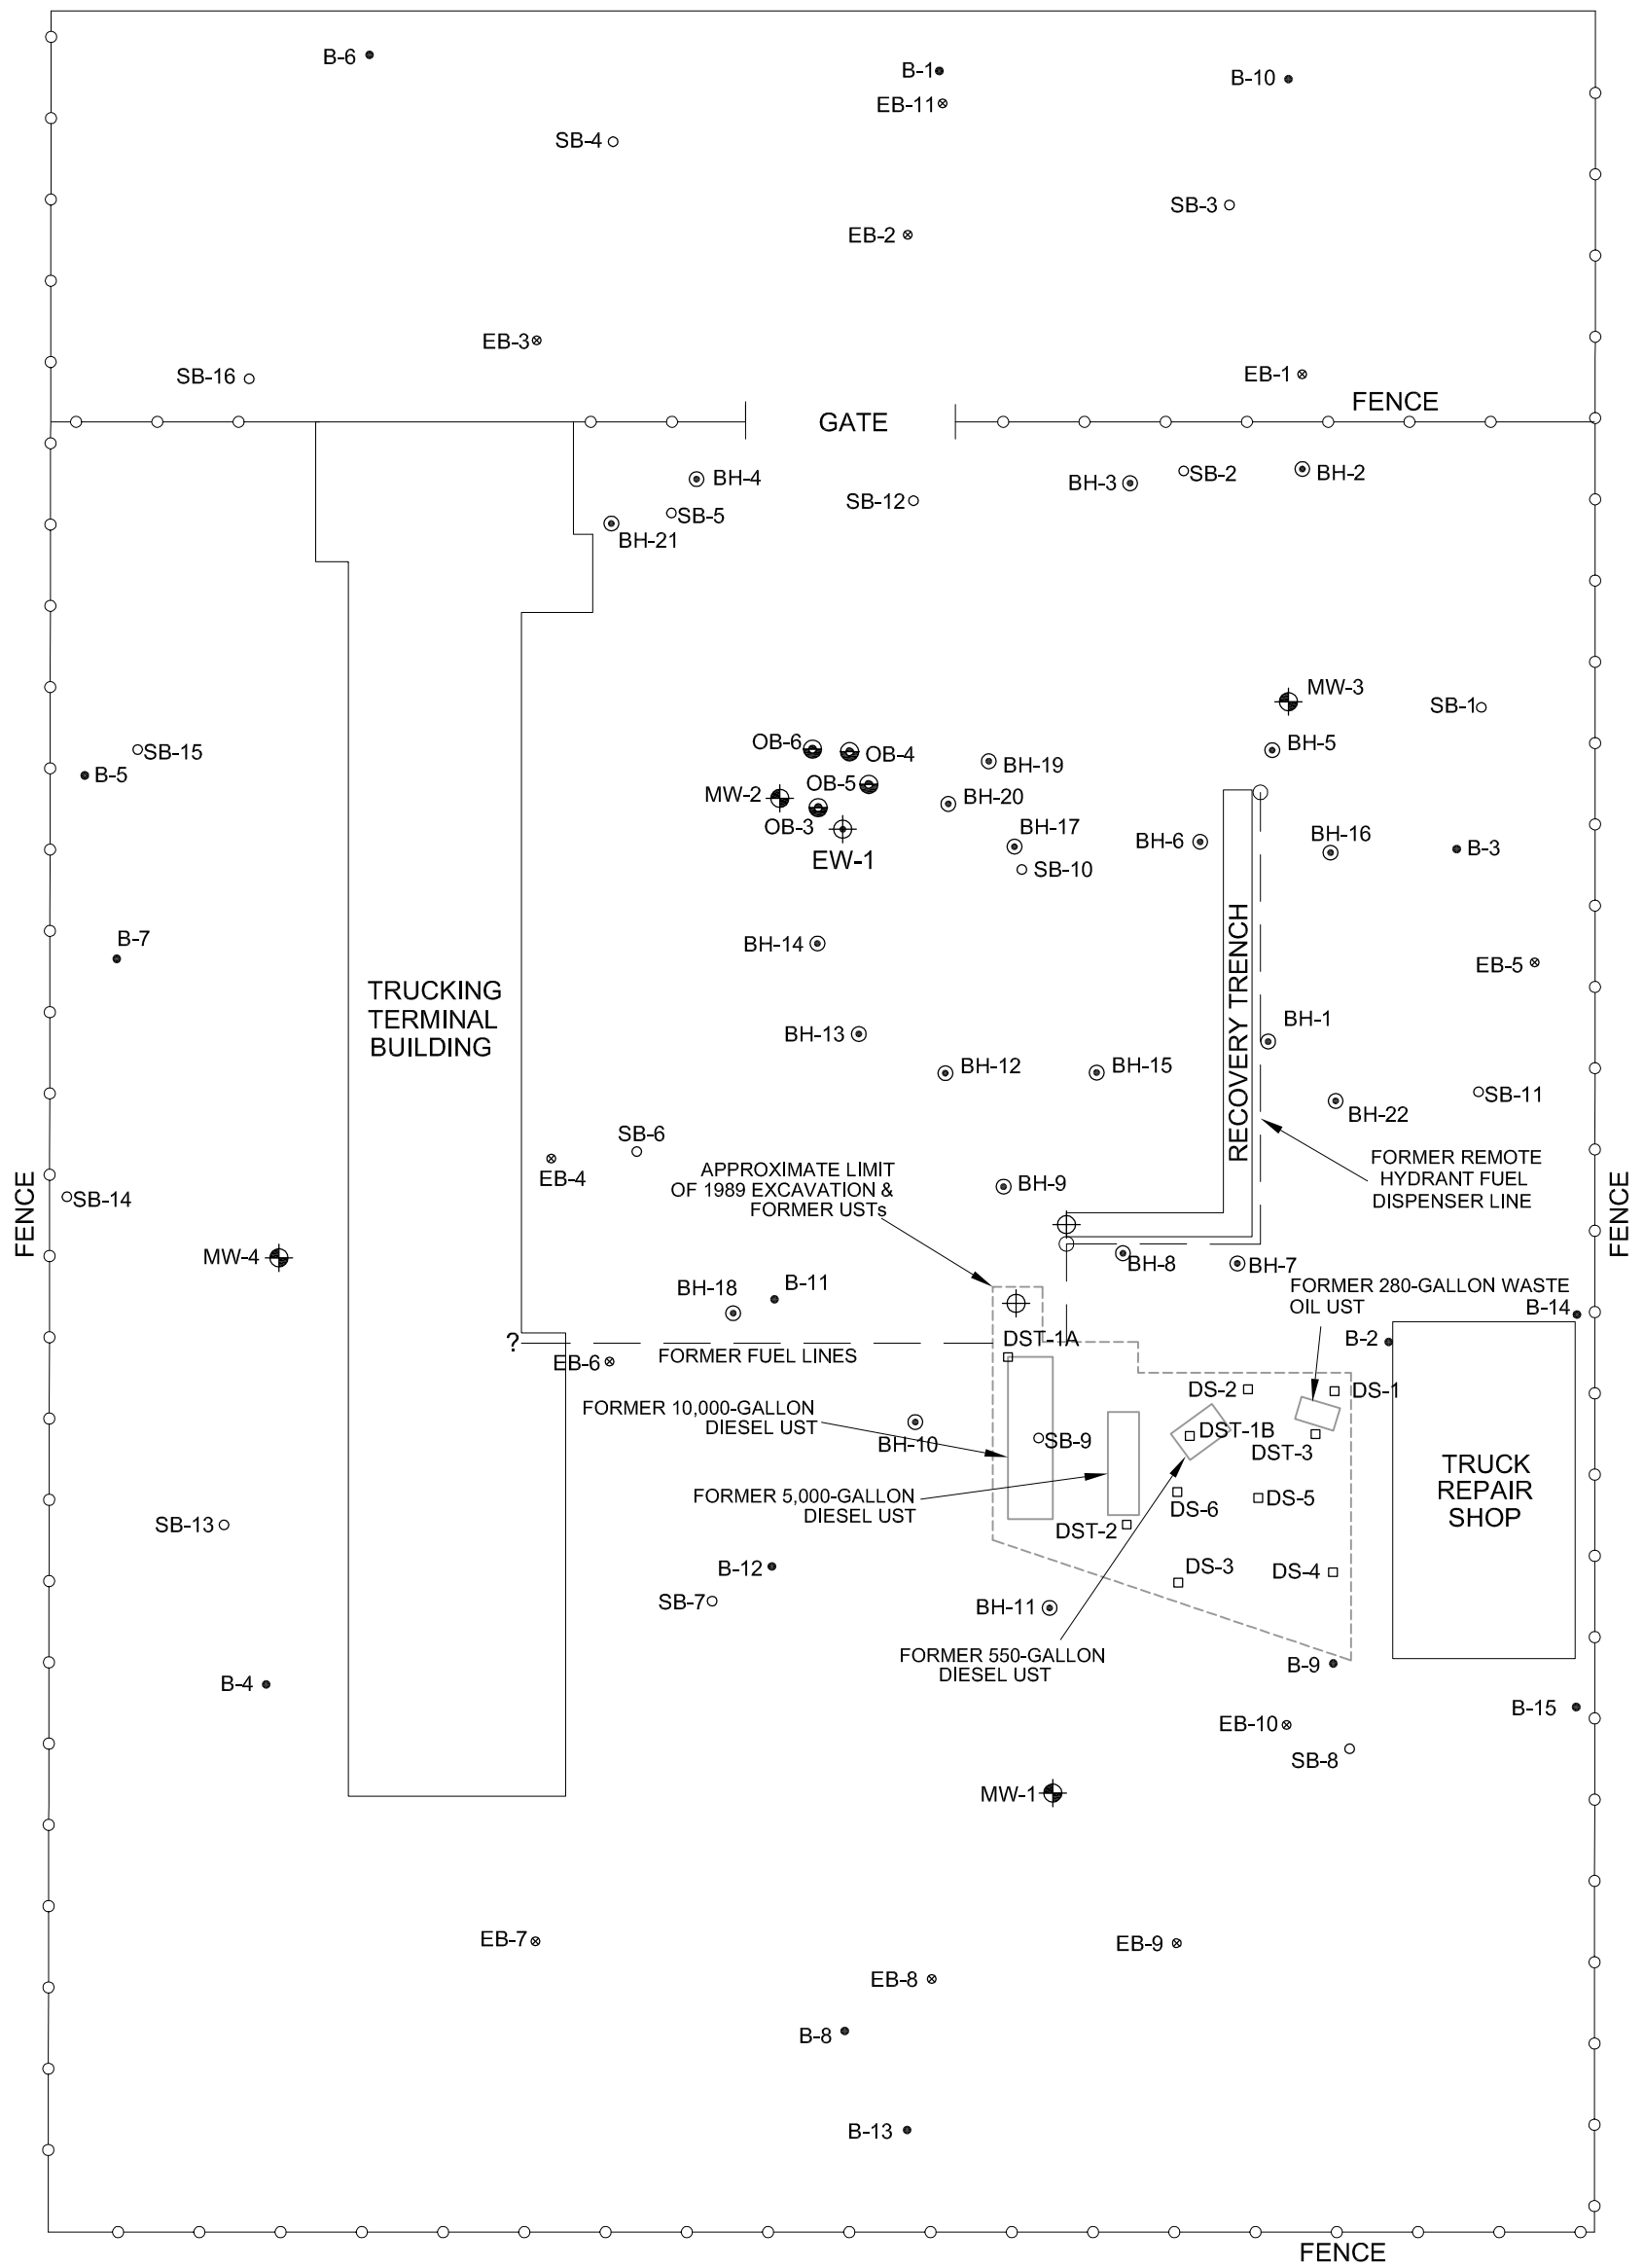 B-6
B-1
B-10
EB-11
SB-4
SB-3
EB-2
EB-3
SB-16
EB-1
FENCE
GATE
BH-4
BH-3
SB-2
BH-2
SB-12
SB-5
BH-21
MW-3
SB-1
SB-15
OB-6
OB-4
BH-5
B-5
BH-19
OB-5
MW-2
BH-20
OB-3
BH-17
BH-6
BH-16
B-3
EW-1
SB-10
B-7
BH-14
EB-5
TRUCKING
TERMINAL
BUILDING
RECOVERY TRENCH
BH-13
BH-1
BH-12
BH-15
SB-11
BH-22
SB-6
EB-4
APPROXIMATE LIMIT
OF 1989 EXCAVATION &
FORMER USTs
BH-9
FORMER REMOTE
HYDRANT FUEL
DISPENSER LINE
FENCE
SB-14
FENCE
MW-4
BH-8
BH-7
BH-18
B-11
FORMER 280-GALLON WASTE
OIL UST
B-14
DST-1A
B-2
?
FORMER FUEL LINES
EB-6
DS-2
DS-1
FORMER 10,000-GALLON
DIESEL UST
BH-10
SB-9
DST-1B
DST-3
TRUCK
REPAIR
SHOP
FORMER 5,000-GALLON
DIESEL UST
DS-6
DS-5
SB-13
DST-2
B-12
DS-3
DS-4
SB-7
BH-11
FORMER 550-GALLON
DIESEL UST
B-9
B-4
B-15
EB-10
SB-8
MW-1
EB-7
EB-9
EB-8
B-8
B-13
FENCE